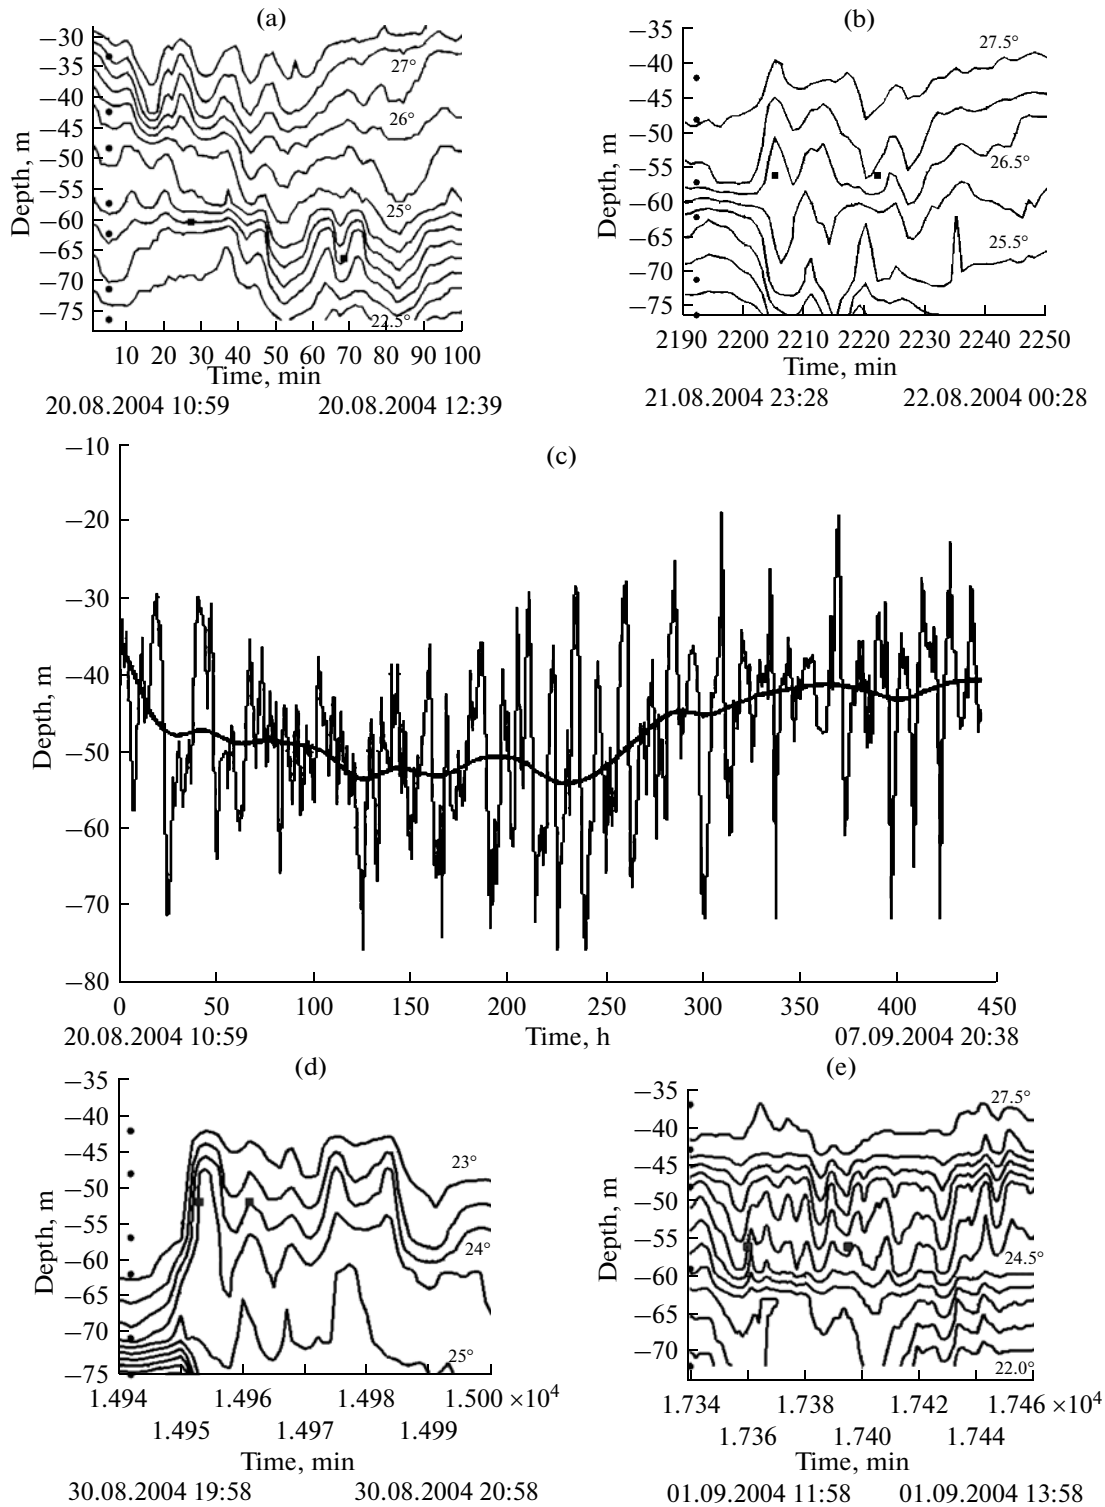 (a)
Depth, m
−30
−35
−40
−45
−50
−55
−60
−65
−70
−75
27°
26°
25°
22.5°
10 20 30 40 50 60 70 80 90 100
Time, min
20.08.2004 10:59 20.08.2004 12:39
(b)
Depth, m
−35
−40
−45
−50
−55
−60
−65
−70
−75
27.5°
26.5°
25.5°
2190 2200 2210 2220 2230 2240 2250
Time, min
21.08.2004 23:28 22.08.2004 00:28
(c)
Depth, m
−10
−20
−30
−40
−50
−60
−70
−80
0 50 100 150 200 250 300 350 400 450
20.08.2004 10:59 Time, h 07.09.2004 20:38
(d)
Depth, m
−35
−40
−45
−50
−55
−60
−65
−70
−75
23°
24°
25°
1.494 1.496 1.498 1.500 ×10⁴
1.495 1.497 1.499
Time, min
30.08.2004 19:58 30.08.2004 20:58
(e)
Depth, m
−35
−40
−45
−50
−55
−60
−65
−70
27.5°
24.5°
22.0°
1.734 1.738 1.742 1.746 ×10⁴
1.736 1.740 1.744
Time, min
01.09.2004 11:58 01.09.2004 13:58